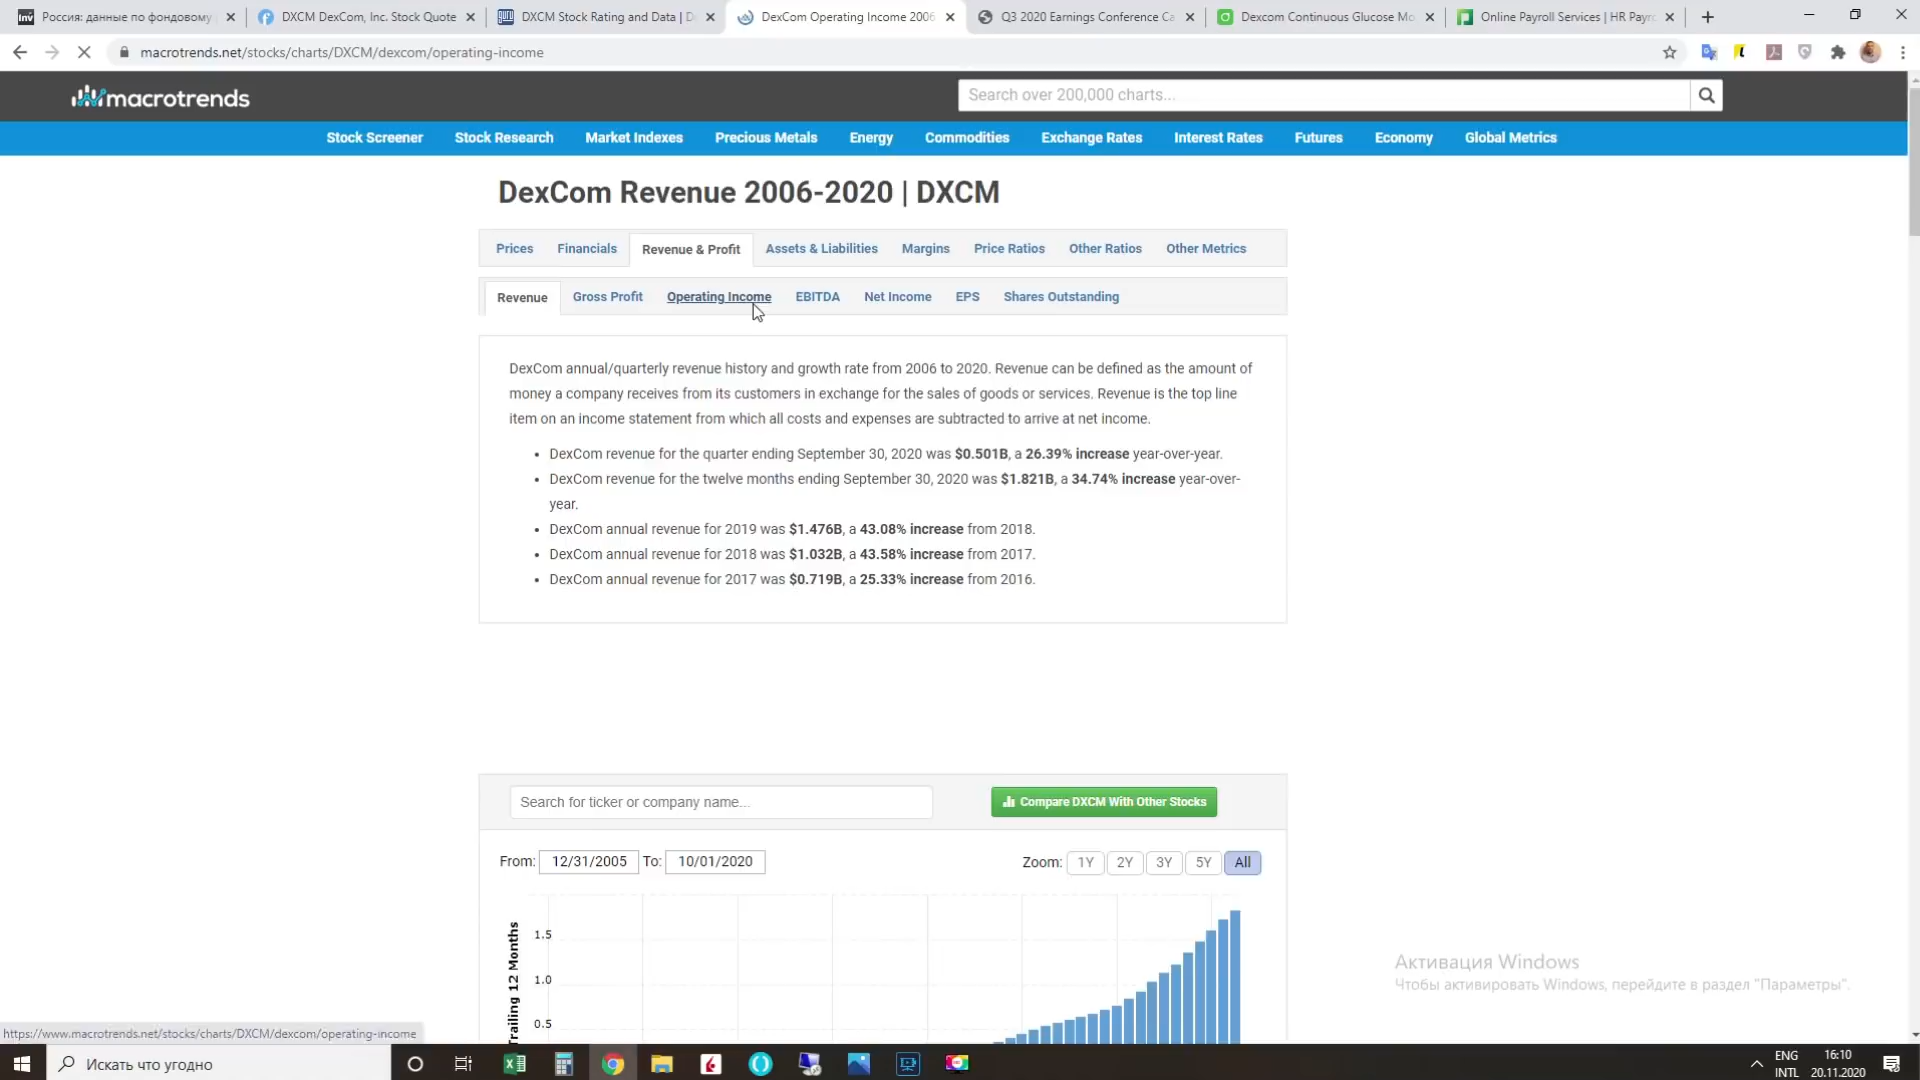 Россия: данные по фондовому
DXCM DexCom, Inc. Stock Quote
DXCM Stock Rating and Data | D
DexCom Operating Income 2006
Q3 2020 Earnings Conference Ca
Dexcom Continuous Glucose Mo
Online Payroll Services | HR Payro
macrotrends.net/stocks/charts/DXCM/dexcom/operating-income
macrotrends
Search over 200,000 charts...
Stock Screener Stock Research Market Indexes Precious Metals Energy Commodities Exchange Rates Interest Rates Futures Economy Global Metrics
DexCom Revenue 2006-2020 | DXCM
Prices Financials Revenue & Profit Assets & Liabilities Margins Price Ratios Other Ratios Other Metrics
Revenue Gross Profit Operating Income EBITDA Net Income EPS Shares Outstanding
DexCom annual/quarterly revenue history and growth rate from 2006 to 2020. Revenue can be defined as the amount of
money a company receives from its customers in exchange for the sales of goods or services. Revenue is the top line
item on an income statement from which all costs and expenses are subtracted to arrive at net income.
• DexCom revenue for the quarter ending September 30, 2020 was $0.501B, a 26.39% increase year-over-year.
• DexCom revenue for the twelve months ending September 30, 2020 was $1.821B, a 34.74% increase year-over-
year.
• DexCom annual revenue for 2019 was $1.476B, a 43.08% increase from 2018.
• DexCom annual revenue for 2018 was $1.032B, a 43.58% increase from 2017.
• DexCom annual revenue for 2017 was $0.719B, a 25.33% increase from 2016.
Search for ticker or company name...
Compare DXCM With Other Stocks
From: 12/31/2005 To: 10/01/2020
Zoom: 1Y 2Y 3Y 5Y All
Trailing 12 Months
1.5
1.0
0.5
Активация Windows
Чтобы активировать Windows, перейдите в раздел "Параметры".
https://www.macrotrends.net/stocks/charts/DXCM/dexcom/operating-income
Искать что угодно
ENG
INTL
16:10
20.11.2020